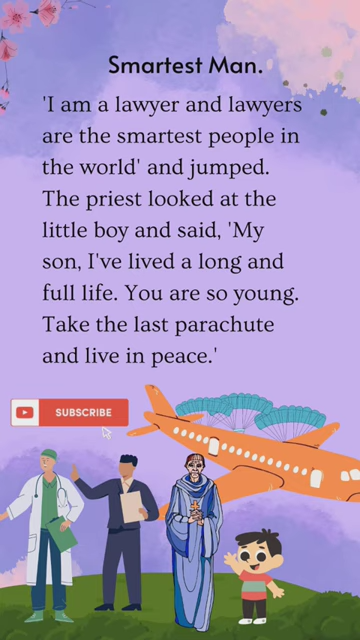 Smartest Man.
'I am a lawyer and lawyers
are the smartest people in
the world' and jumped.
The priest looked at the
little boy and said, 'My
son, I've lived a long and
full life. You are so young.
Take the last parachute
and live in peace.'
SUBSCRIBE